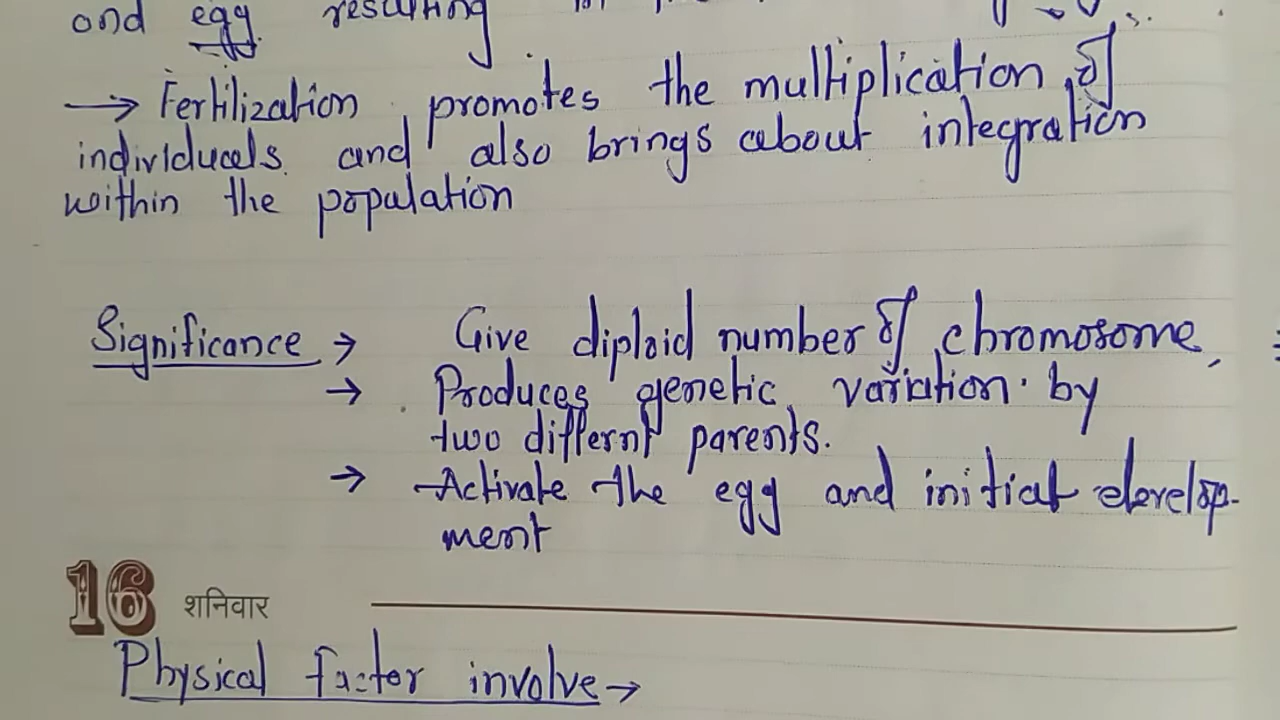 and egg resulting
→ Fertilization promotes the multiplication of
individuals and also brings about integration
within the population
Significance → Give diploid number of chromosome,
→ Produces genetic variation by
two differnt parents.
→ Activate the egg and initiat develop-
ment
16 शनिवार
Physical factor involve →